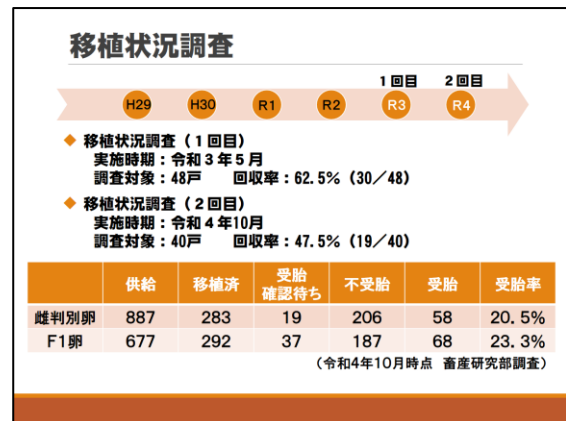 移植状況調査
1回目 2回目
H29 H30 R1 R2 R3 R4
◆ 移植状況調査（1回目）
実施時期：令和3年5月
調査対象：48戸 回収率：62.5%（30／48）
◆ 移植状況調査（2回目）
実施時期：令和4年10月
調査対象：40戸 回収率：47.5%（19／40）
供給 移植済 受胎確認待ち 不受胎 受胎 受胎率
雌判別卵 887 283 19 206 58 20.5%
F1卵 677 292 37 187 68 23.3%
（令和4年10月時点 畜産研究部調査）